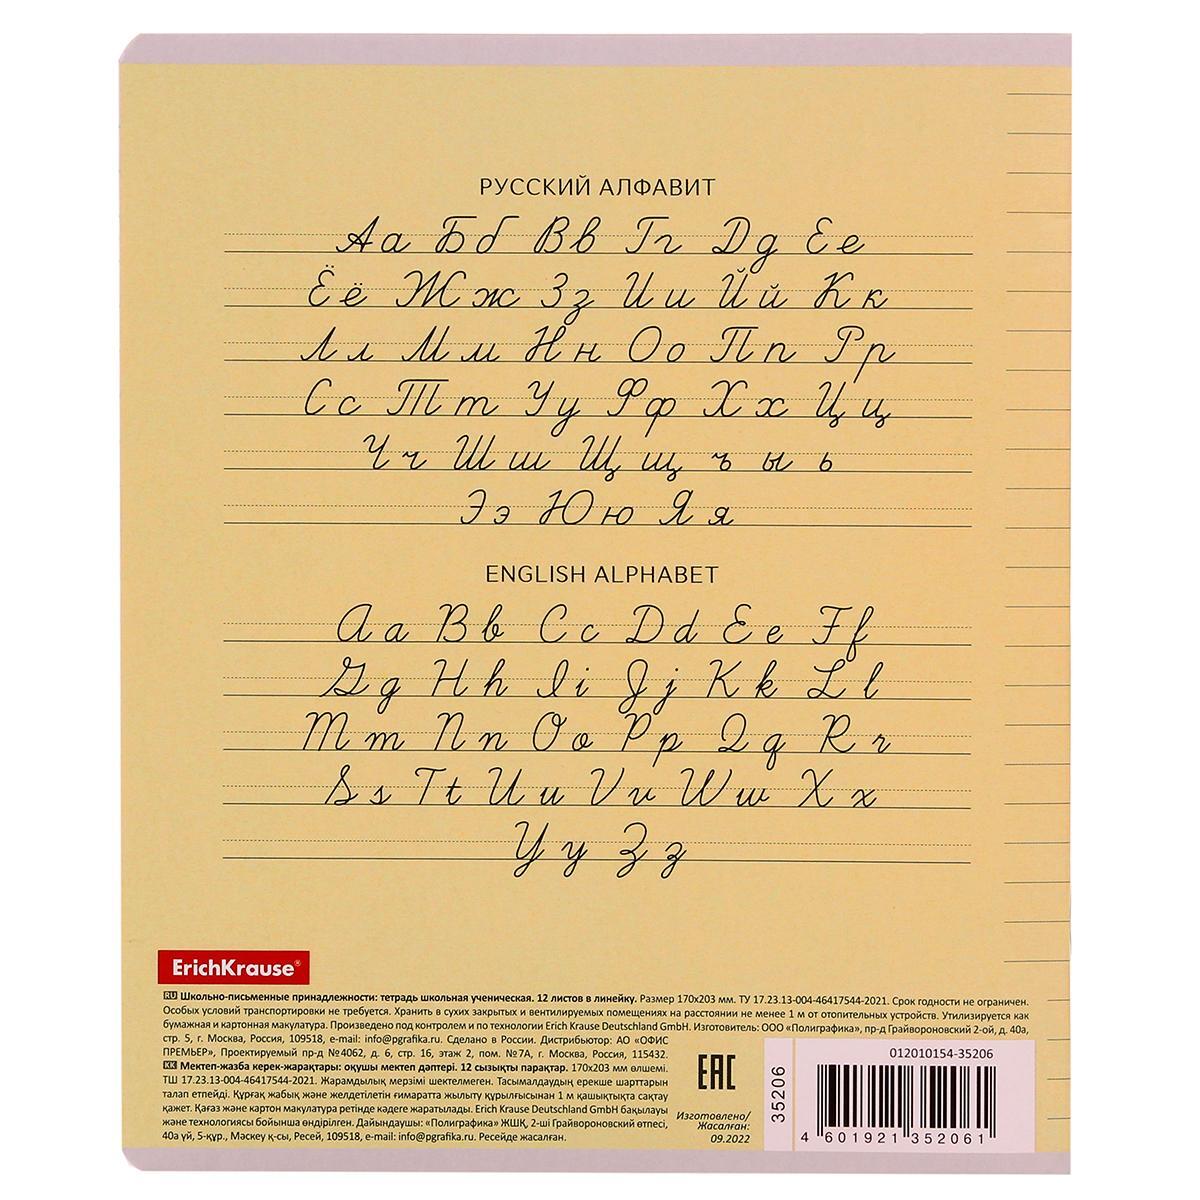 РУССКИЙ АЛФАВИТ
Аа Бб Вв Гг Дд Ее
Ёё Жж Зз Ии Йй Кк
Лл Мм Нн Оо Пп Рр
Сс Тт Уу Фф Хх Цц
Чч Шш Щщ ъ ы ь
Ээ Юю Яя
ENGLISH ALPHABET
Aa Bb Cc Dd Ee Ff
Gg Hh Ii Jj Kk Ll
Mm Nn Oo Pp Qq Rr
Ss Tt Uu Vv Ww Xx
Yy Zz
ErichKrause®
RU Школьно-письменные принадлежности: тетрадь школьная ученическая. 12 листов в линейку. Размер 170х203 мм. ТУ 17.23.13-004-46417544-2021. Срок годности не ограничен.
Особых условий транспортировки не требуется. Хранить в сухих закрытых и вентилируемых помещениях на расстоянии не менее 1 м от отопительных устройств. Утилизируется как
бумажная и картонная макулатура. Произведено под контролем и по технологии Erich Krause Deutschland GmbH. Изготовитель: ООО «Полиграфика», пр-д Грайвороновский 2-ой, д. 40а,
стр. 5, г. Москва, Россия, 109518, e-mail: info@pgrafika.ru. Сделано в России. Дистрибьютор: АО «ОФИС
ПРЕМЬЕР», Проектируемый пр-д №4062, д. 6, стр. 16, этаж 2, пом. №7А, г. Москва, Россия, 115432.
KK Мектеп-жазба керек-жарақтары: оқушы мектеп дәптері. 12 сызықты парақтар. 170х203 мм өлшемі.
ТШ 17.23.13-004-46417544-2021. Жарамдылық мерзімі шектелмеген. Тасымалдаудың ерекше шарттарын
талап етпейді. Құрғақ жабық және желдетілетін ғимаратта жылыту құрылғысынан 1 м қашықтықта сақтау
қажет. Қағаз және картон макулатура ретінде кәдеге жаратылады. Erich Krause Deutschland GmbH бақылауы
және технологиясы бойынша өндірілген. Дайындаушы: «Полиграфика» ЖШҚ, 2-ші Грайвороновский өтпесі,
40а үй, 5-құр., Мәскеу қ-сы, Ресей, 109518, e-mail: info@pgrafika.ru. Ресейде жасалған.
EAC
Изготовлено/
Жасалған:
09.2022
35206
012010154-35206
4 601921 352061